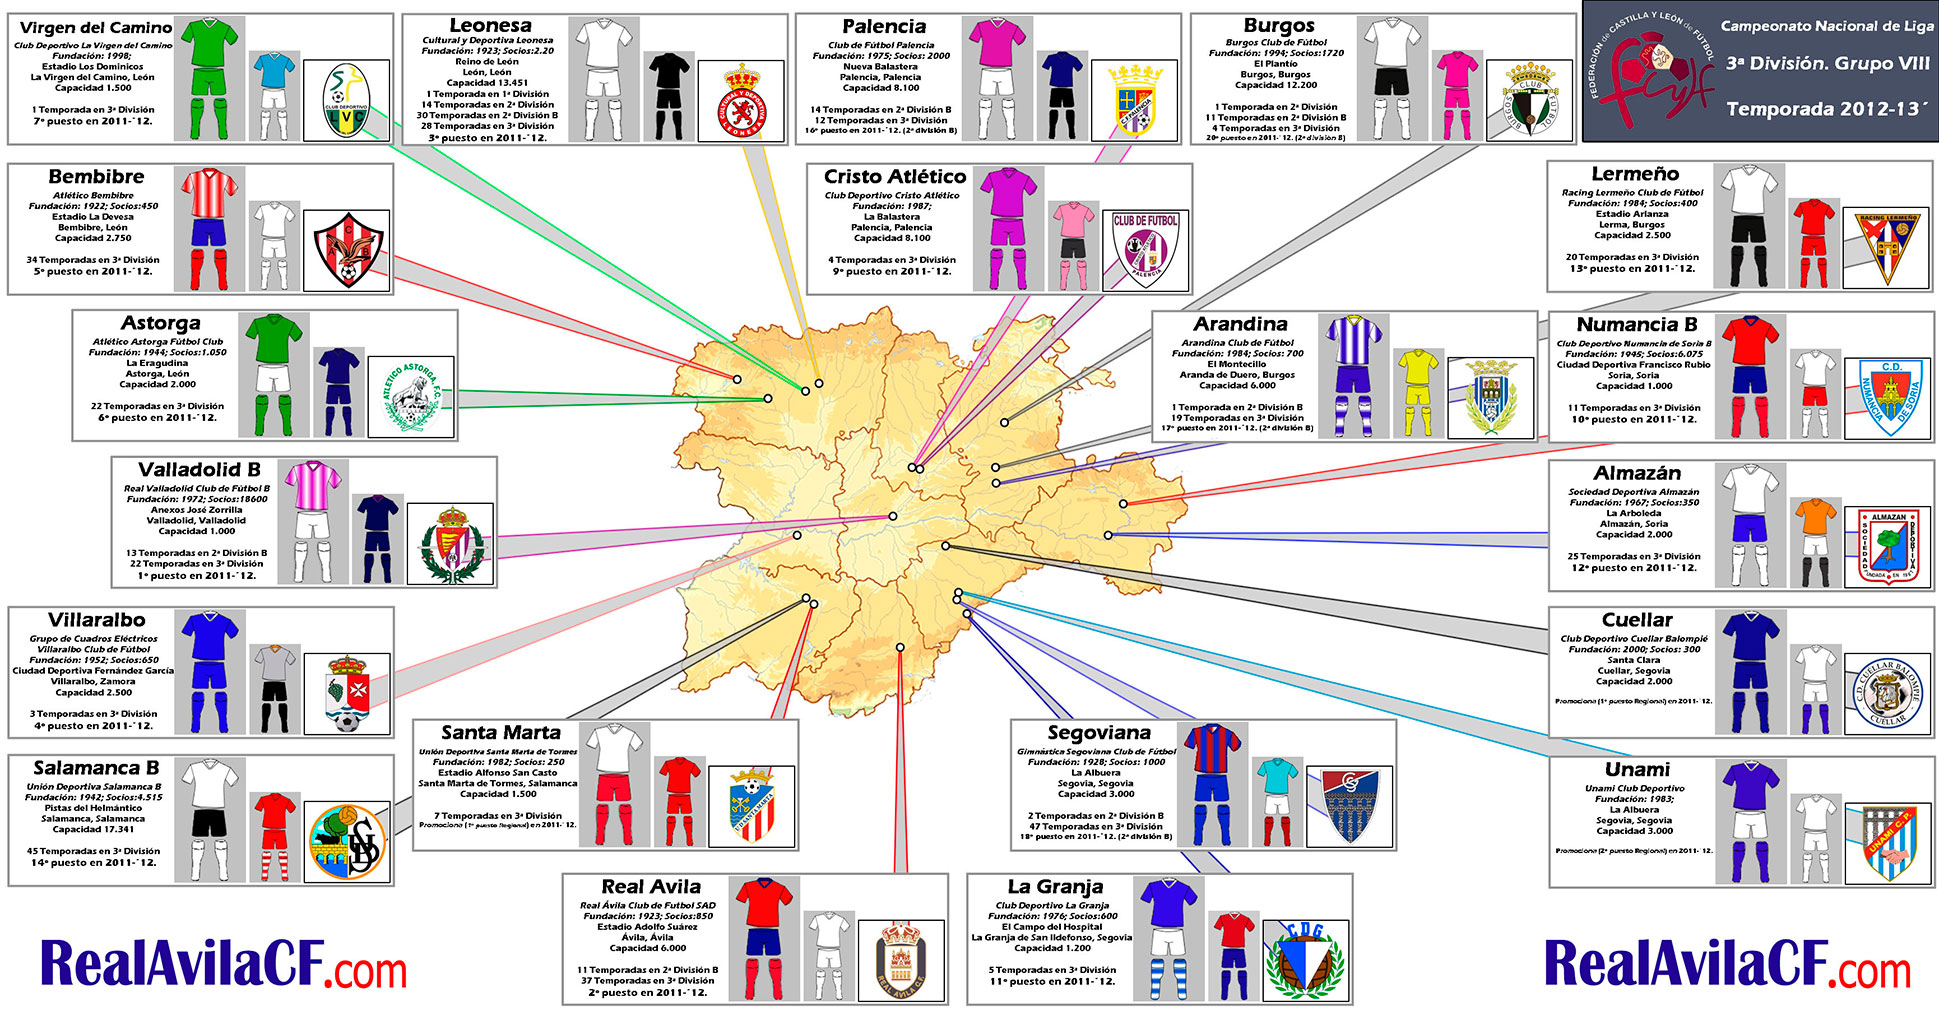 Virgen del Camino
Club Deportivo La Virgen del Camino
Fundación: 1998;
Estadio Los Dominicos
La Virgen del Camino, León
Capacidad 1.500
1 Temporada en 3ª División
7º puesto en 2011-´12.
CLUB DEPORTIVO
LVC
Leonesa
Cultural y Deportiva Leonesa
Fundación: 1923; Socios:2.20
Reino de León
León, León
Capacidad 13.451
1 Temporada en 1ª División
14 Temporadas en 2ª División
30 Temporadas en 2ª División B
28 Temporadas en 3ª División
3º puesto en 2011-´12.
CULTURAL Y DEPORTIVA
LEONESA
Palencia
Club de Fútbol Palencia
Fundación: 1975; Socios: 2000
Nueva Balastera
Palencia, Palencia
Capacidad 8.100
14 Temporadas en 2ª División B
12 Temporadas en 3ª División
16º puesto en 2011-´12. (2ª división B)
Burgos
Burgos Club de Fútbol
Fundación: 1994; Socios:1720
El Plantío
Burgos, Burgos
Capacidad 12.200
1 Temporada en 2ª División
11 Temporadas en 2ª División B
4 Temporadas en 3ª División
20º puesto en 2011-´12. (2ª división B)
BURGOS CLUB FUTBOL
FEDERACIÓN de CASTILLA Y LEÓN de FÚTBOL
fcylf
Campeonato Nacional de Liga
3ª División. Grupo VIII
Temporada 2012-13´
Bembibre
Atlético Bembibre
Fundación: 1922; Socios:450
Estadio La Devesa
Bembibre, León
Capacidad 2.750
34 Temporadas en 3ª División
5º puesto en 2011-´12.
C
A B
Cristo Atlético
Club Deportivo Cristo Atlético
Fundación: 1987;
La Balastera
Palencia, Palencia
Capacidad 8.100
4 Temporadas en 3ª División
9º puesto en 2011-´12.
CLUB DE FUTBOL
PALENCIA
Lermeño
Racing Lermeño Club de Fútbol
Fundación: 1984; Socios:400
Estadio Arlanza
Lerma, Burgos
Capacidad 2.500
20 Temporadas en 3ª División
13º puesto en 2011-´12.
RACING LERMEÑO
Astorga
Atlético Astorga Fútbol Club
Fundación: 1944; Socios:1.050
La Eragudina
Astorga, León
Capacidad 2.000
22 Temporadas en 3ª División
6º puesto en 2011-´12.
ATLETICO ASTORGA, F.C.
Arandina
Arandina Club de Fútbol
Fundación: 1984; Socios: 700
El Montecillo
Aranda de Duero, Burgos
Capacidad 6.000
1 Temporada en 2ª División B
19 Temporadas en 3ª División
17º puesto en 2011-´12. (2ª división B)
Numancia B
Club Deportivo Numancia de Soria B
Fundación: 1945; Socios:6.075
Ciudad Deportiva Francisco Rubio
Soria, Soria
Capacidad 1.000
11 Temporadas en 3ª División
10º puesto en 2011-´12.
C.D.
NUMANCIA DE SORIA
Valladolid B
Real Valladolid Club de Fútbol B
Fundación: 1972; Socios:18600
Anexos José Zorrilla
Valladolid, Valladolid
Capacidad 1.000
13 Temporadas en 2ª División B
22 Temporadas en 3ª División
1º puesto en 2011-´12.
Almazán
Sociedad Deportiva Almazán
Fundación: 1967; Socios:350
La Arboleda
Almazán, Soria
Capacidad 2.000
25 Temporadas en 3ª División
12º puesto en 2011-´12.
ALMAZAN
SOCIEDAD DEPORTIVA
FUNDADA EN 1967
Villaralbo
Grupo de Cuadros Eléctricos
Villaralbo Club de Fútbol
Fundación: 1952; Socios:650
Ciudad Deportiva Fernández García
Villaralbo, Zamora
Capacidad 2.500
3 Temporadas en 3ª División
4º puesto en 2011-´12.
Cuellar
Club Deportivo Cuellar Balompié
Fundación: 2000; Socios: 300
Santa Clara
Cuellar, Segovia
Capacidad 2.000
Promociona (1º puesto Regional) en 2011-´12.
C.D. CUELLAR BALOMPIE
CUELLAR
Santa Marta
Unión Deportiva Santa Marta de Tormes
Fundación: 1982; Socios: 250
Estadio Alfonso San Casto
Santa Marta de Tormes, Salamanca
Capacidad 1.500
7 Temporadas en 3ª División
Promociona (1º puesto Regional) en 2011-´12.
U.D.SANTA MARTA
Segoviana
Gimnástica Segoviana Club de Fútbol
Fundación: 1928; Socios: 1000
La Albuera
Segovia, Segovia
Capacidad 3.000
2 Temporadas en 2ª División B
47 Temporadas en 3ª División
18º puesto en 2011-´12. (2ª división B)
Salamanca B
Unión Deportiva Salamanca B
Fundación: 1942; Socios:4.515
Pistas del Helmántico
Salamanca, Salamanca
Capacidad 17.341
45 Temporadas en 3ª División
14º puesto en 2011-´12.
Unami
Unami Club Deportivo
Fundación: 1983;
La Albuera
Segovia, Segovia
Capacidad 3.000
Promociona (2º puesto Regional) en 2011-´12.
UNAMI C.P.
Real Avila
Real Ávila Club de Futbol SAD
Fundación: 1923; Socios:850
Estadio Adolfo Suárez
Ávila, Ávila
Capacidad 6.000
11 Temporadas en 2ª División B
37 Temporadas en 3ª División
2º puesto en 2011-´12.
REAL AVILA C.F.
La Granja
Club Deportivo La Granja
Fundación: 1976; Socios:600
El Campo del Hospital
La Granja de San Ildefonso, Segovia
Capacidad 1.200
5 Temporadas en 3ª División
11º puesto en 2011-´12.
CDG
RealAvilaCF.com
RealAvilaCF.com